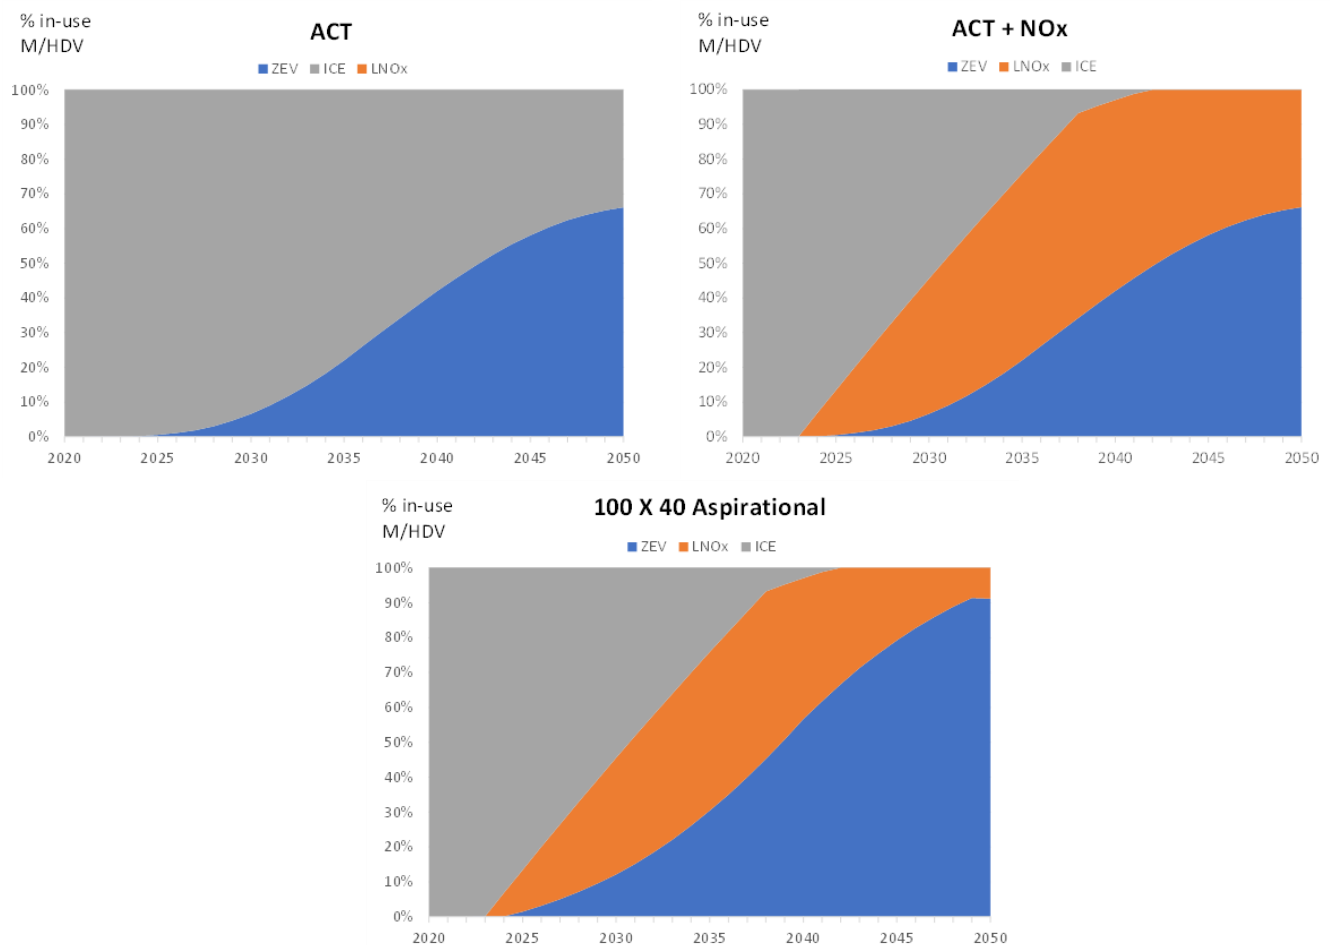 % in-use
M/HDV
ACT
ZEV ICE LNOx
100%
90%
80%
70%
60%
50%
40%
30%
20%
10%
0%
2020 2025 2030 2035 2040 2045 2050
% in-use
M/HDV
ACT + NOx
ZEV LNOx ICE
100%
90%
80%
70%
60%
50%
40%
30%
20%
10%
0%
2020 2025 2030 2035 2040 2045 2050
% in-use
M/HDV
100 X 40 Aspirational
ZEV LNOx ICE
100%
90%
80%
70%
60%
50%
40%
30%
20%
10%
0%
2020 2025 2030 2035 2040 2045 2050